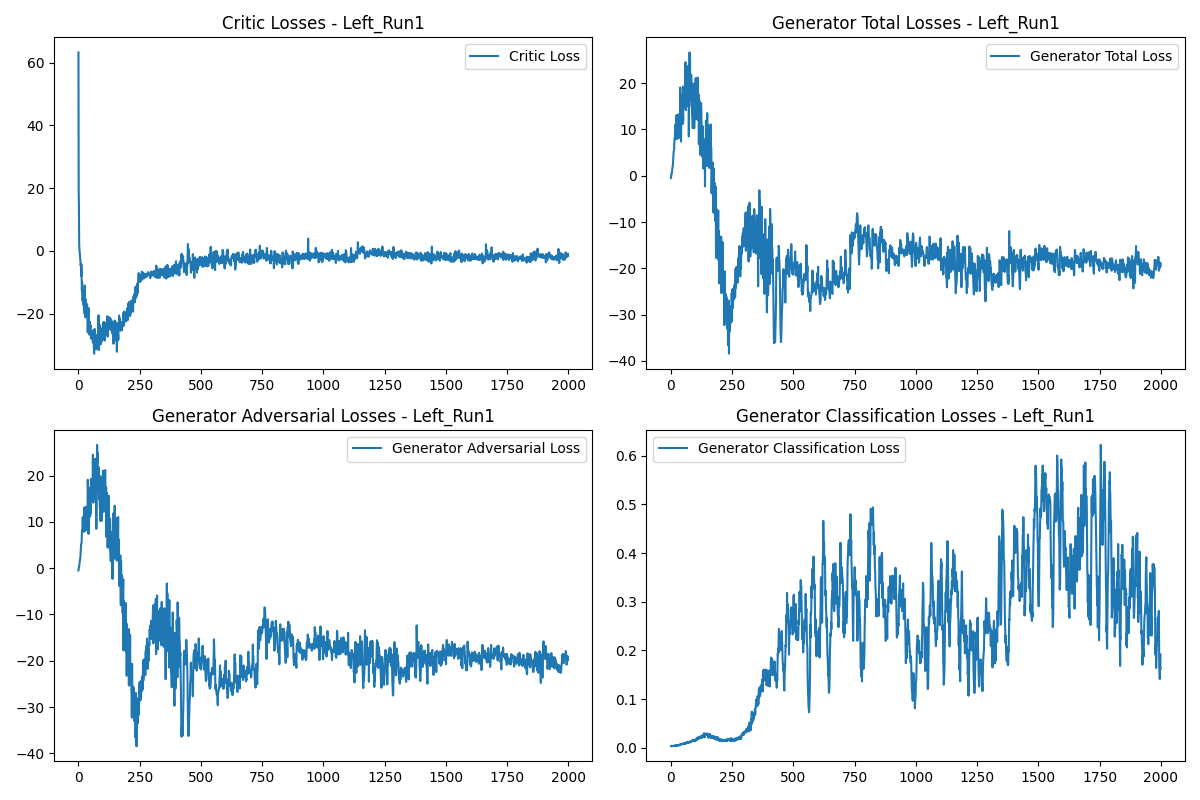 Critic Losses - Left_Run1
Critic Loss
60
40
20
0
−20
0 250 500 750 1000 1250 1500 1750 2000
Generator Total Losses - Left_Run1
Generator Total Loss
20
10
0
−10
−20
−30
−40
0 250 500 750 1000 1250 1500 1750 2000
Generator Adversarial Losses - Left_Run1
Generator Adversarial Loss
20
10
0
−10
−20
−30
−40
0 250 500 750 1000 1250 1500 1750 2000
Generator Classification Losses - Left_Run1
Generator Classification Loss
0.6
0.5
0.4
0.3
0.2
0.1
0.0
0 250 500 750 1000 1250 1500 1750 2000